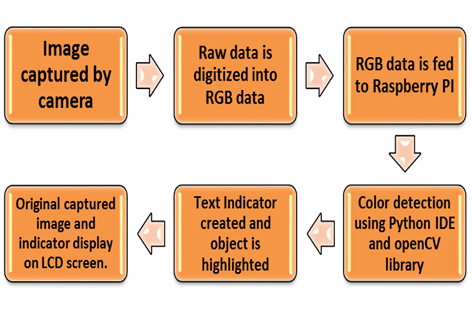 Image
captured by
camera
Raw data is
digitized into
RGB data
RGB data is fed
to Raspberry PI
Color detection
using Python IDE
and openCV
library
Text Indicator
created and
object is
highlighted
Original captured
image and
indicator display
on LCD screen.